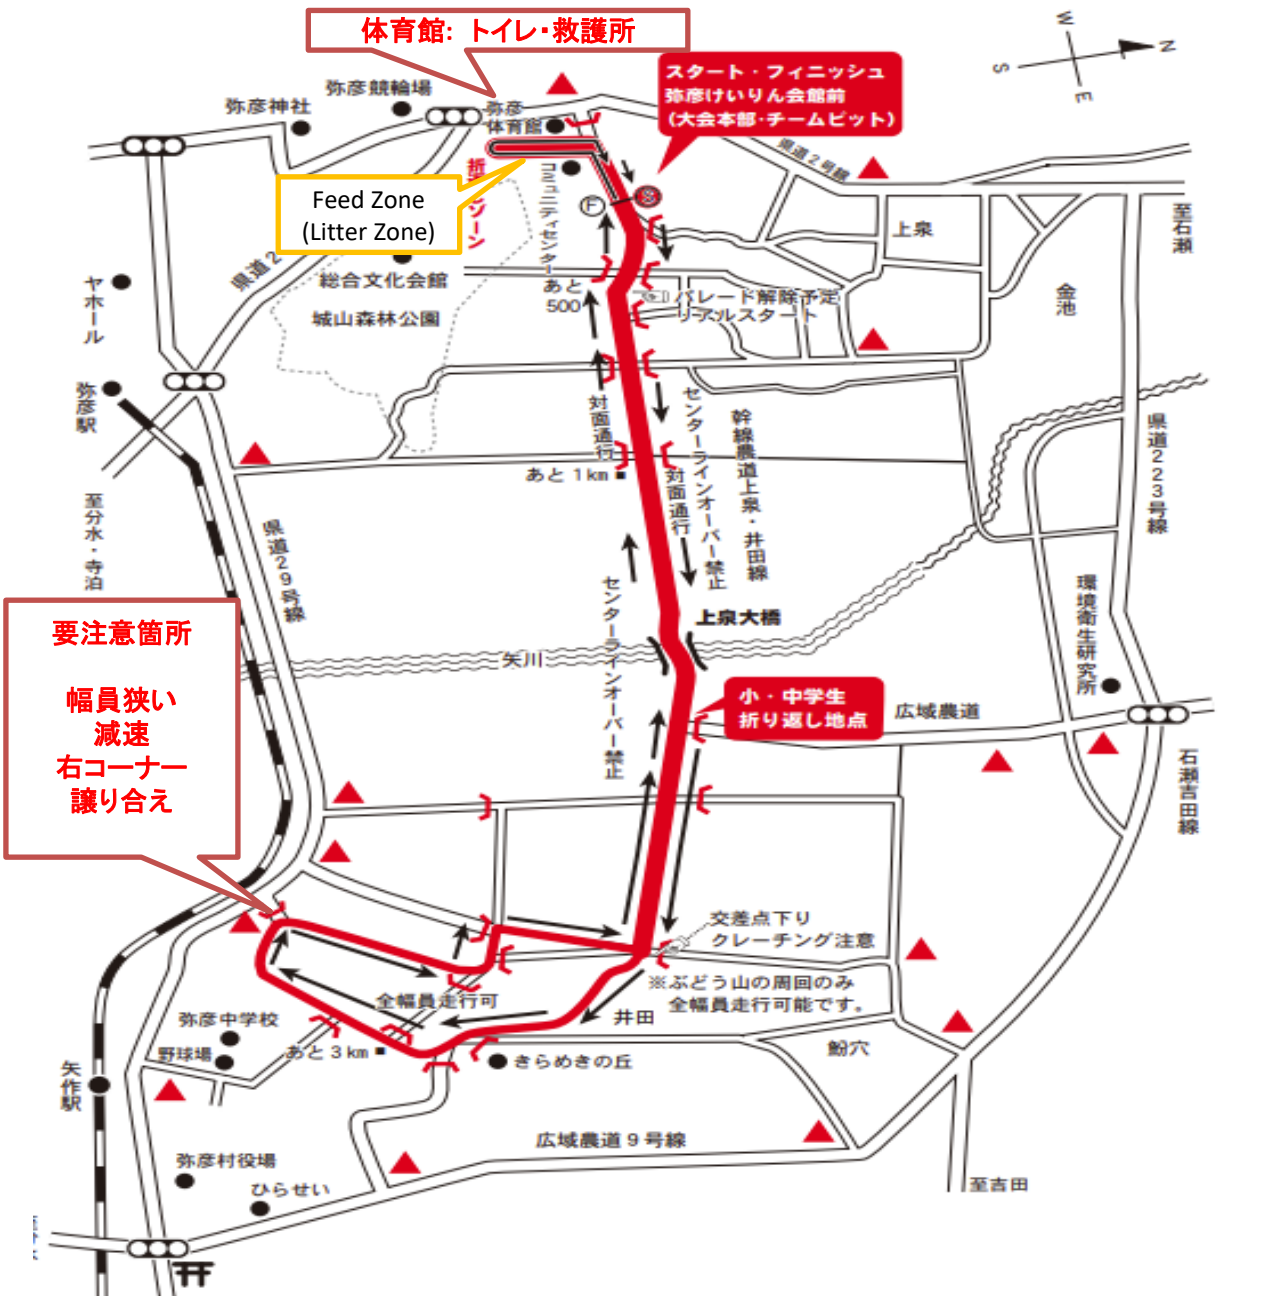 体育館: トイレ・救護所
W
N
S
E
スタート・フィニッシュ
弥彦けいりん会館前
(大会本部・チームピット)
弥彦競輪場
弥彦神社
弥彦
体育館
コミュニティセンター
県道2号線
Feed Zone
(Litter Zone)
F
S
上泉
至石瀬
金池
県道2
総合文化会館
城山森林公園
ヤホール
あと
500
パレード解除予定
リアルスタート
弥彦駅
対面通行
センターラインオーバー禁止
幹線農道上泉・井田線
県道223号線
あと1km
対面通行
至分水・寺泊
県道29号線
センターラインオーバー禁止
環境衛生研究所
上泉大橋
矢川
要注意箇所
幅員狭い
減速
右コーナー
譲り合え
小・中学生
折り返し地点
広域農道
石瀬吉田線
交差点下り
クレーチング注意
※ぶどう山の周回のみ
全幅員走行可能です。
全幅員走行可
井田
弥彦中学校
野球場
あと3km
きらめきの丘
鮒穴
矢作駅
広域農道9号線
弥彦村役場
ひらせい
至吉田